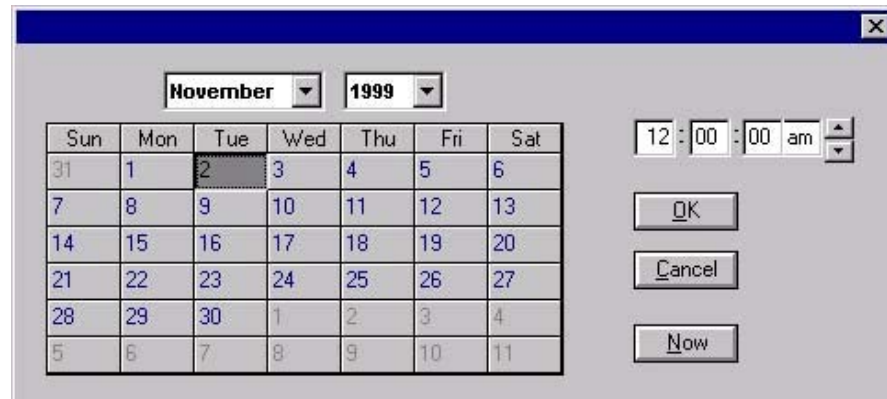 November 1999
Sun Mon Tue Wed Thu Fri Sat
31 1 2 3 4 5 6
7 8 9 10 11 12 13
14 15 16 17 18 19 20
21 22 23 24 25 26 27
28 29 30 1 2 3 4
5 6 7 8 9 10 11
12 : 00 : 00 am
OK
Cancel
Now